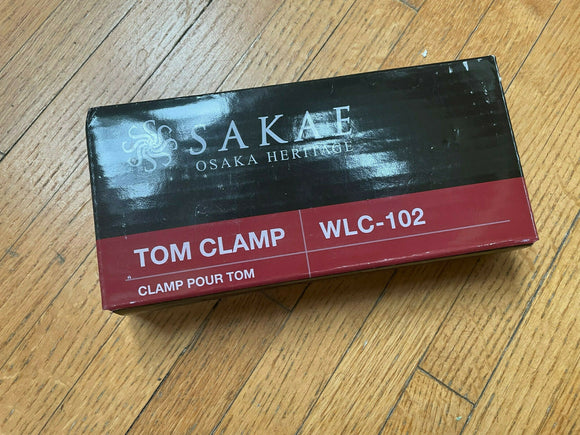 SAKAE
OSAKA HERITAGE
TOM CLAMP
WLC-102
CLAMP POUR TOM